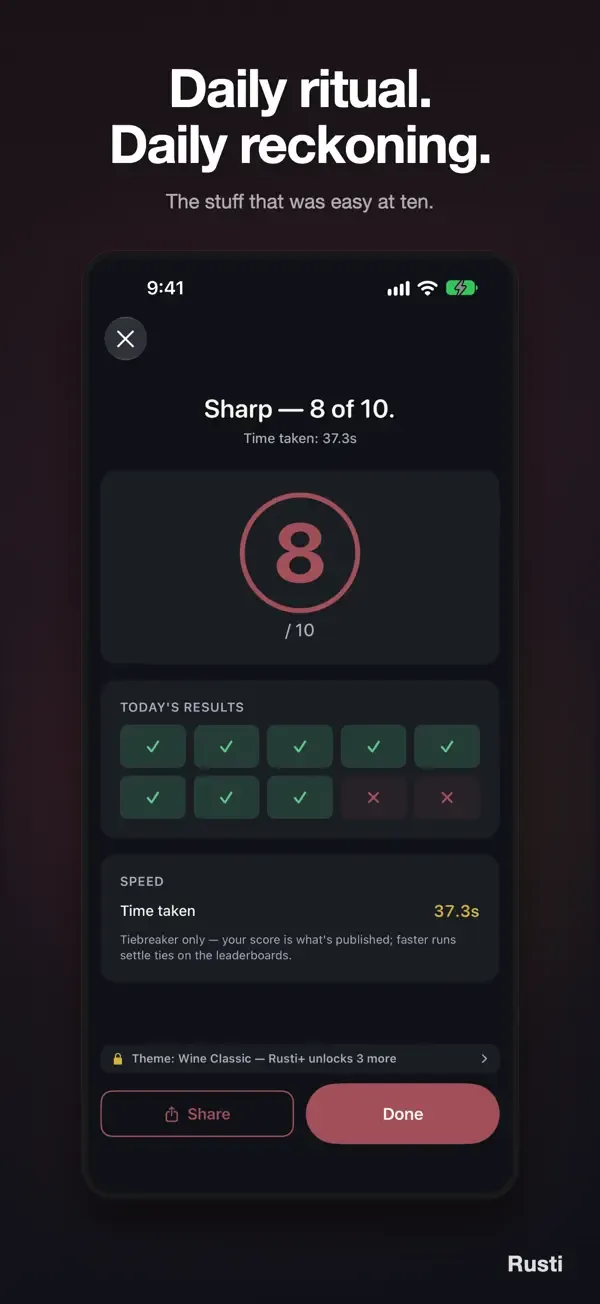 Daily ritual.
Daily reckoning.
The stuff that was easy at ten.
9:41
Sharp — 8 of 10.
Time taken: 37.3s
8
/ 10
TODAY'S RESULTS
SPEED
Time taken
37.3s
Tiebreaker only — your score is what's published; faster runs
settle ties on the leaderboards.
Theme: Wine Classic — Rusti+ unlocks 3 more
Share
Done
Rusti